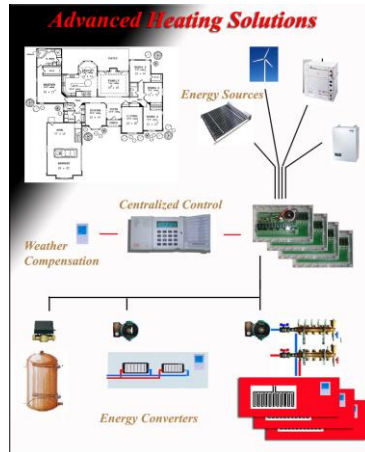 Advanced Heating Solutions
Energy Sources
Centralized Control
Weather
Compensation
Energy Converters